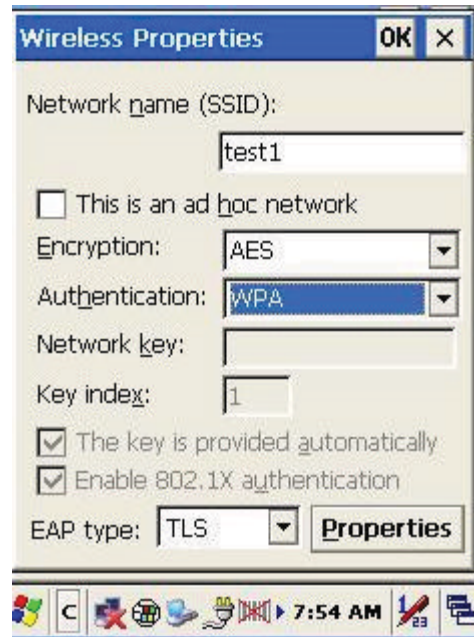 Wireless Properties OK ×
Network name (SSID):
test1
This is an ad hoc network
Encryption: AES
Authentication: WPA
Network key:
Key index: 1
The key is provided automatically
Enable 802.1X authentication
EAP type: TLS Properties
C 7:54 AM 123